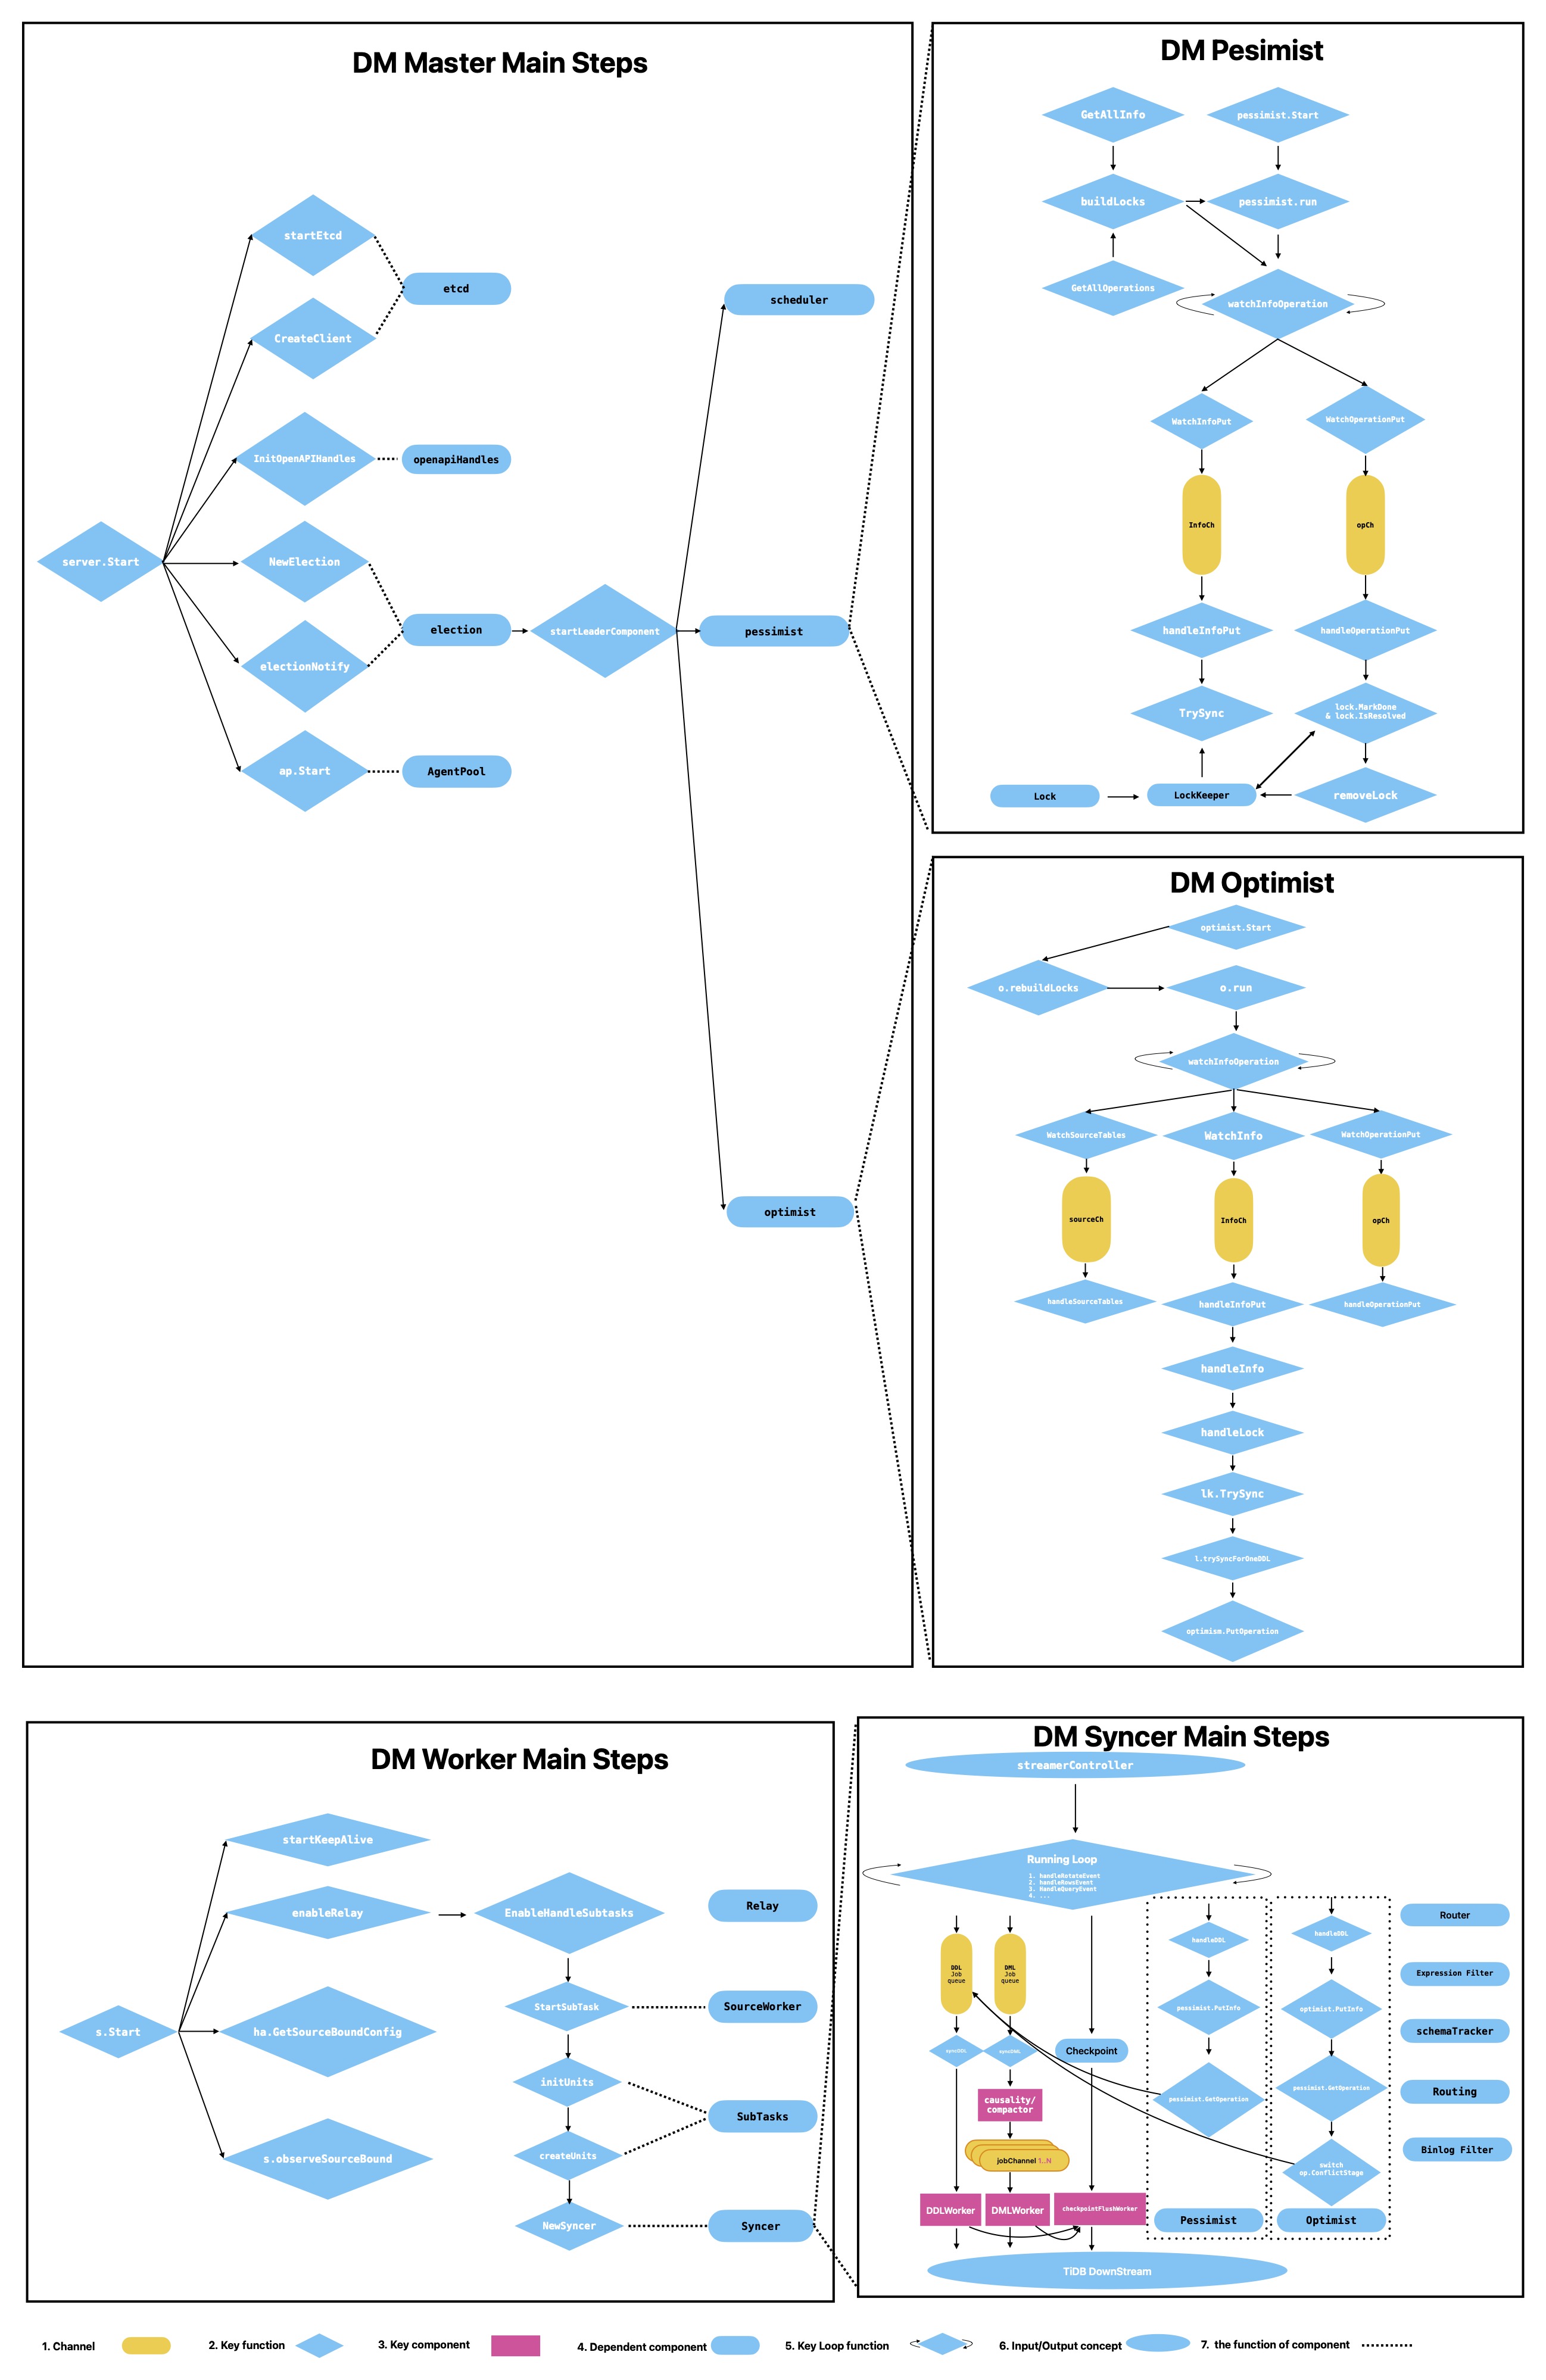 DM Master Main Steps
startEtcd
etcd
CreateClient
InitOpenAPIHandles
openapiHandles
server.Start
NewElection
election
electionNotify
ap.Start
AgentPool
startLeaderComponent
scheduler
pessimist
optimist
DM Pesimist
GetAllInfo
pessimist.Start
buildLocks
pessimist.run
GetAllOperations
watchInfoOperation
WatchInfoPut
WatchOperationPut
InfoCh
opCh
handleInfoPut
handleOperationPut
TrySync
lock.MarkDone
& lock.IsResolved
Lock
LockKeeper
removeLock
DM Optimist
optimist.Start
o.rebuildLocks
o.run
watchInfoOperation
WatchSourceTables
WatchInfo
WatchOperationPut
sourceCh
InfoCh
opCh
handleSourceTables
handleInfoPut
handleOperationPut
handleInfo
handleLock
lk.TrySync
l.trySyncForOneDDL
optimism.PutOperation
DM Worker Main Steps
startKeepAlive
enableRelay
EnableHandleSubtasks
Relay
s.Start
ha.GetSourceBoundConfig
StartSubTask
SourceWorker
initUnits
SubTasks
s.observeSourceBound
createUnits
NewSyncer
Syncer
DM Syncer Main Steps
streamerController
Running Loop
1. handleRotateEvent
2. handleRowsEvent
3. HandleQueryEvent
4. ...
DDL
Job
queue
DML
Job
queue
syncDDL
syncDML
Checkpoint
causality/
compactor
jobChannel 1..N
DDLWorker
DMLWorker
checkpointFlushWorker
TiDB DownStream
handleDDL
pessimist.PutInfo
pessimist.GetOperation
Pessimist
handleDDL
optimist.PutInfo
pessimist.GetOperation
switch
op.ConflictStage
Optimist
Router
Expression Filter
schemaTracker
Routing
Binlog Filter
1. Channel
2. Key function
3. Key component
4. Dependent component
5. Key Loop function
6. Input/Output concept
7. the function of component